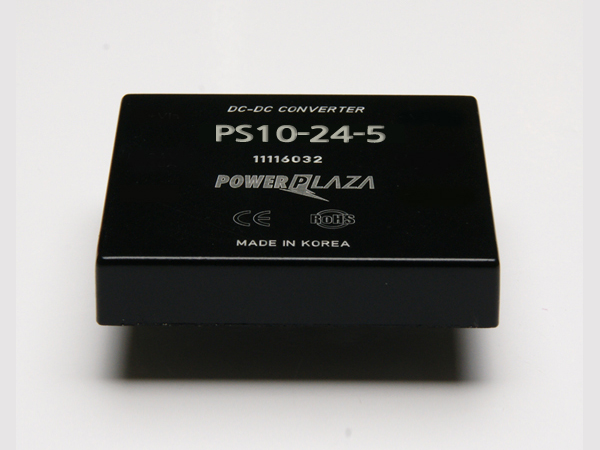 DC-DC CONVERTER
PS10-24-5
11116032
POWERPLAZA
CE RoHS
MADE IN KOREA